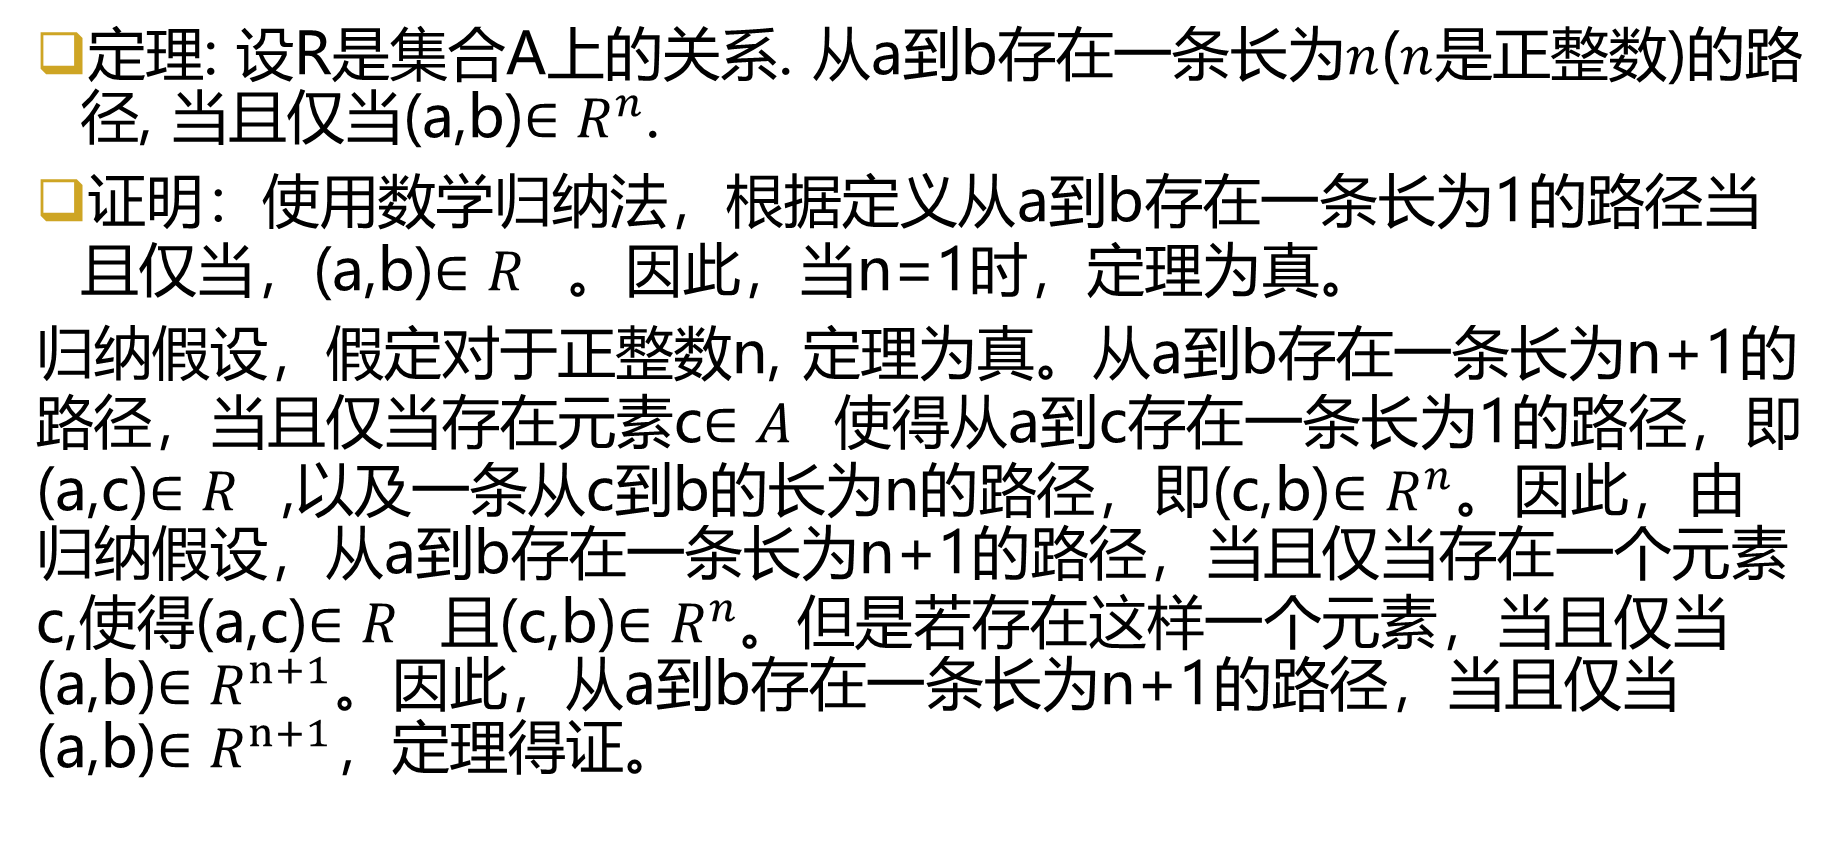 ❑定理: 设R是集合A上的关系. 从a到b存在一条长为n(n是正整数)的路
径, 当且仅当(a,b)∈ Rⁿ.
❑证明：使用数学归纳法，根据定义从a到b存在一条长为1的路径当
且仅当，(a,b)∈ R 。因此，当n=1时，定理为真。
归纳假设，假定对于正整数n, 定理为真。从a到b存在一条长为n+1的
路径，当且仅当存在元素c∈ A 使得从a到c存在一条长为1的路径，即
(a,c)∈ R ,以及一条从c到b的长为n的路径，即(c,b)∈ Rⁿ。因此，由
归纳假设，从a到b存在一条长为n+1的路径，当且仅当存在一个元素
c,使得(a,c)∈ R 且(c,b)∈ Rⁿ。但是若存在这样一个元素，当且仅当
(a,b)∈ Rⁿ⁺¹。因此，从a到b存在一条长为n+1的路径，当且仅当
(a,b)∈ Rⁿ⁺¹，定理得证。